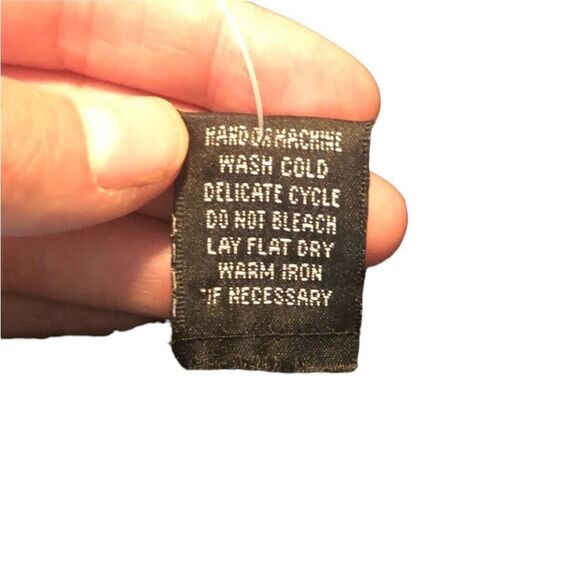 HAND OR MACHINE
WASH COLD
DELICATE CYCLE
DO NOT BLEACH
LAY FLAT DRY
WARM IRON
IF NECESSARY